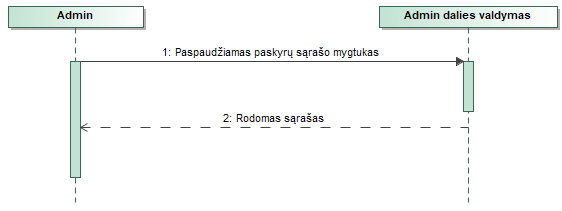 Admin
Admin dalies valdymas
1: Paspaudžiamas paskyrų sąrašo mygtukas
2: Rodomas sąrašas